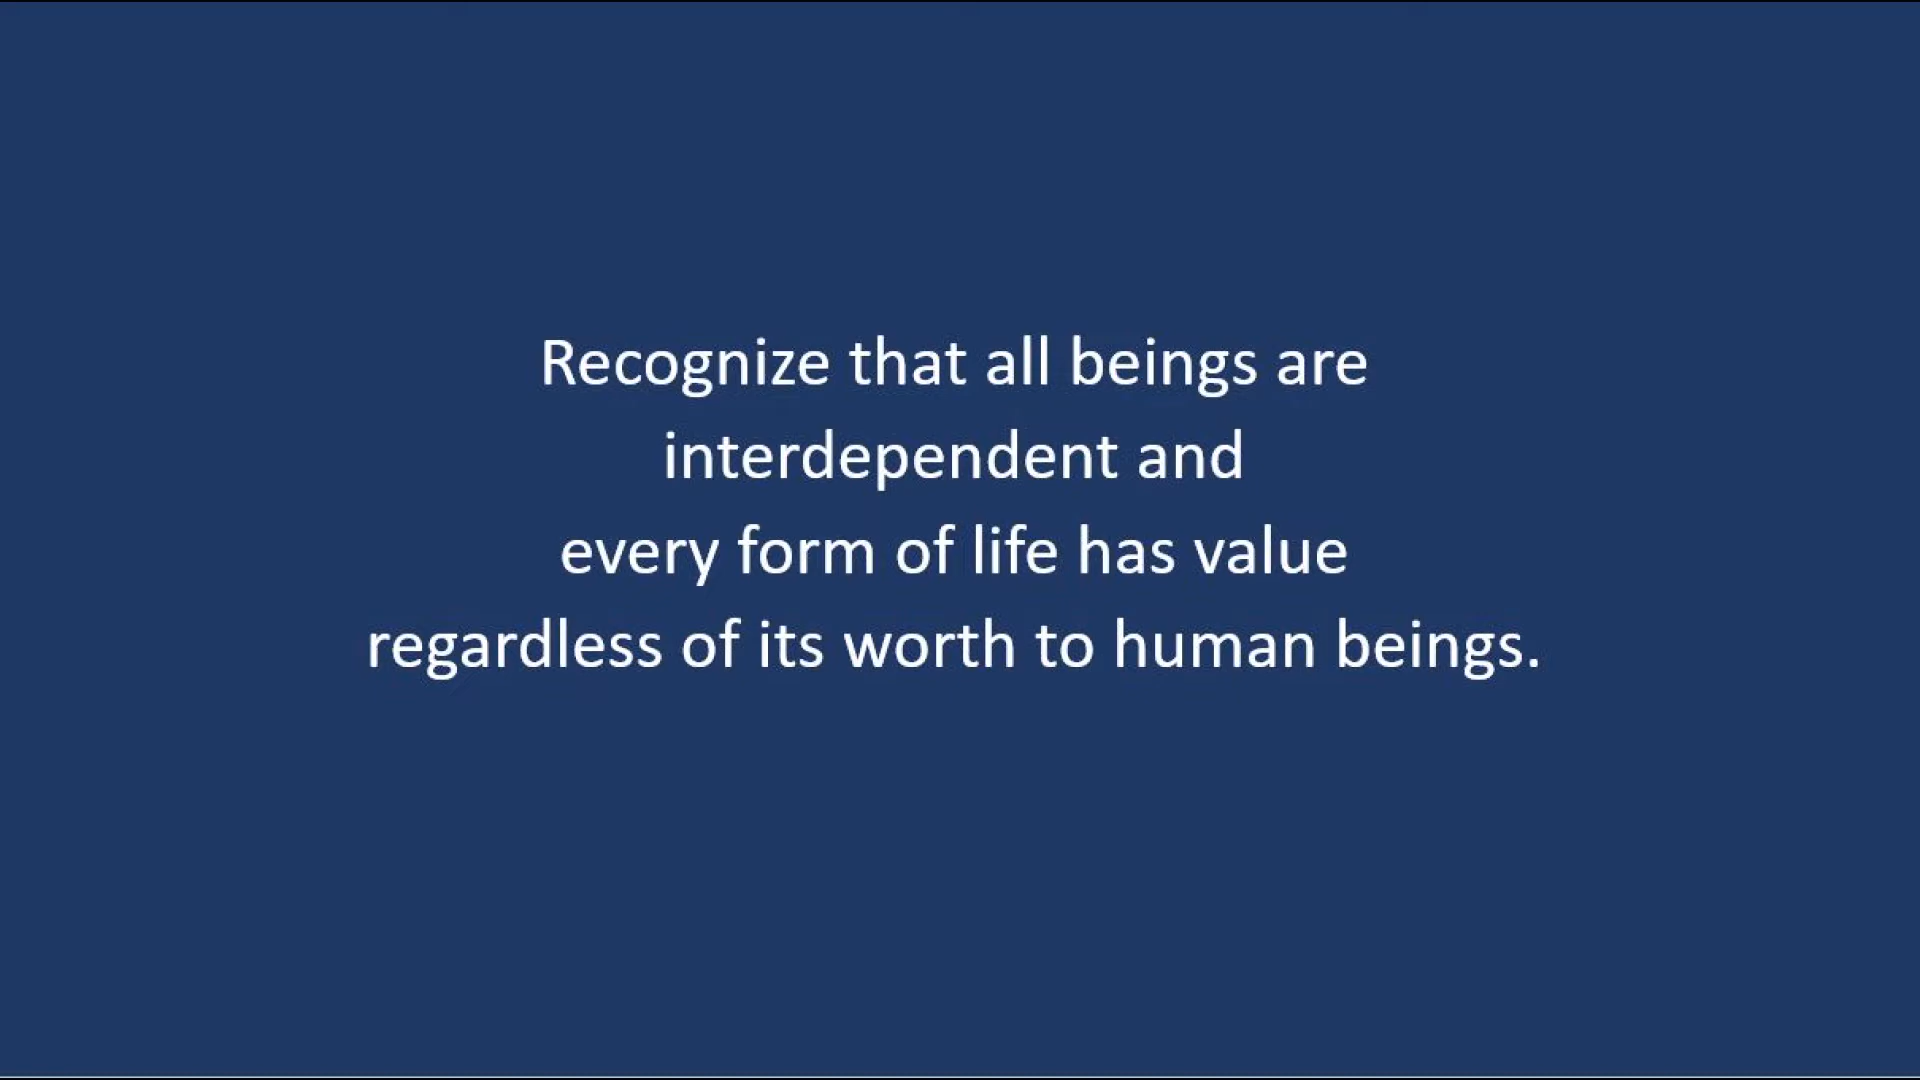 Recognize that all beings are
interdependent and
every form of life has value
regardless of its worth to human beings.